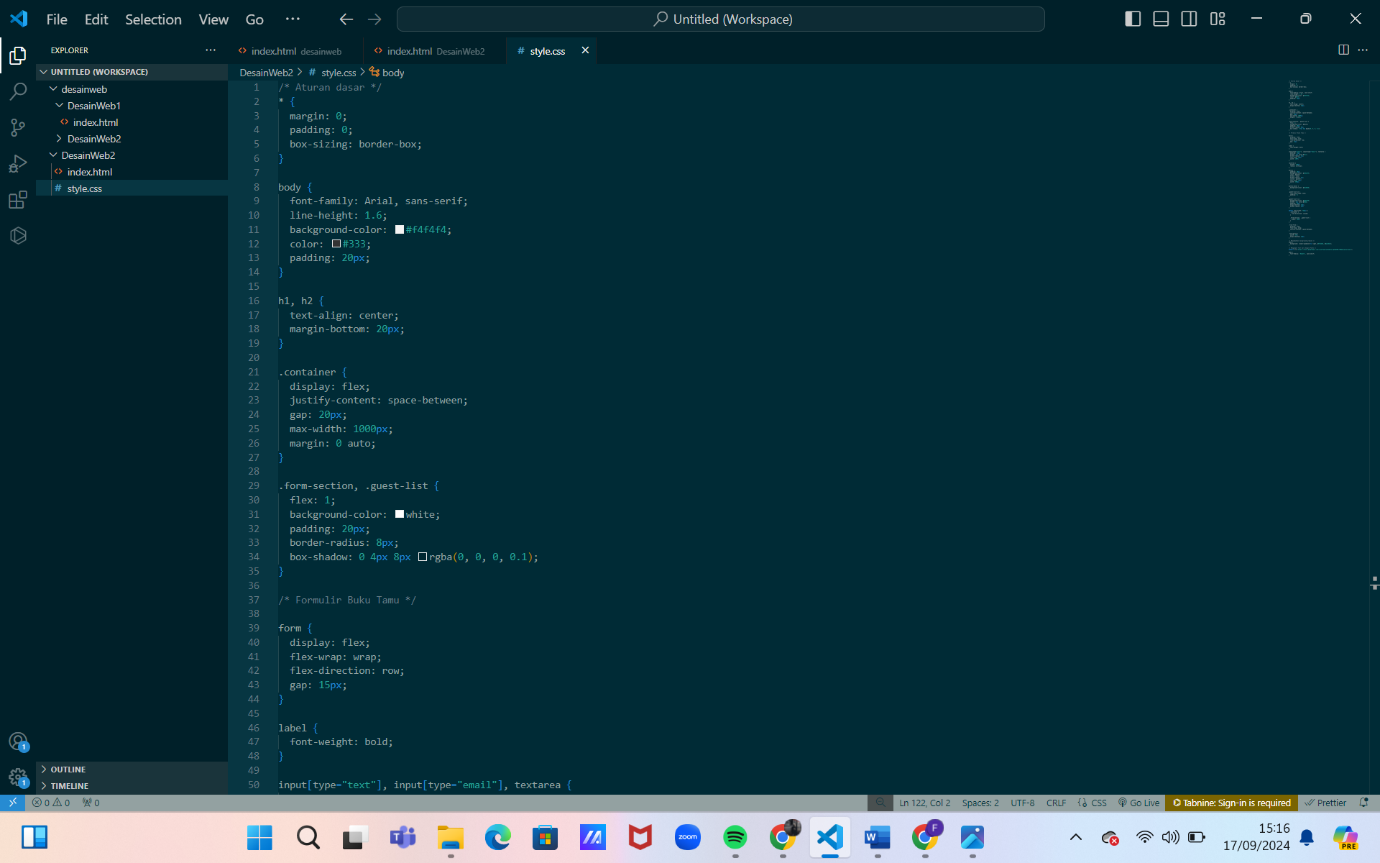 File Edit Selection View Go ··· Untitled (Workspace)
EXPLORER ···
index.html desainweb
index.html DesainWeb2
# style.css
UNTITLED (WORKSPACE)
desainweb
DesainWeb1
index.html
DesainWeb2
DesainWeb2
index.html
# style.css
OUTLINE
TIMELINE
DesainWeb2 > # style.css > body
1 /* Aturan dasar */
2 * {
3 margin: 0;
4 padding: 0;
5 box-sizing: border-box;
6 }
7
8 body {
9 font-family: Arial, sans-serif;
10 line-height: 1.6;
11 background-color: #f4f4f4;
12 color: #333;
13 padding: 20px;
14 }
15
16 h1, h2 {
17 text-align: center;
18 margin-bottom: 20px;
19 }
20
21 .container {
22 display: flex;
23 justify-content: space-between;
24 gap: 20px;
25 max-width: 1000px;
26 margin: 0 auto;
27 }
28
29 .form-section, .guest-list {
30 flex: 1;
31 background-color: white;
32 padding: 20px;
33 border-radius: 8px;
34 box-shadow: 0 4px 8px rgba(0, 0, 0, 0.1);
35 }
36
37 /* Formulir Buku Tamu */
38
39 form {
40 display: flex;
41 flex-wrap: wrap;
42 flex-direction: row;
43 gap: 15px;
44 }
45
46 label {
47 font-weight: bold;
48 }
49
50 input[type="text"], input[type="email"], textarea {
1
1
0 0 0 Ln 122, Col 2 Spaces: 2 UTF-8 CRLF {} CSS Go Live Tabnine: Sign-in is required Prettier
zoom W F 15:16
17/09/2024
PRE